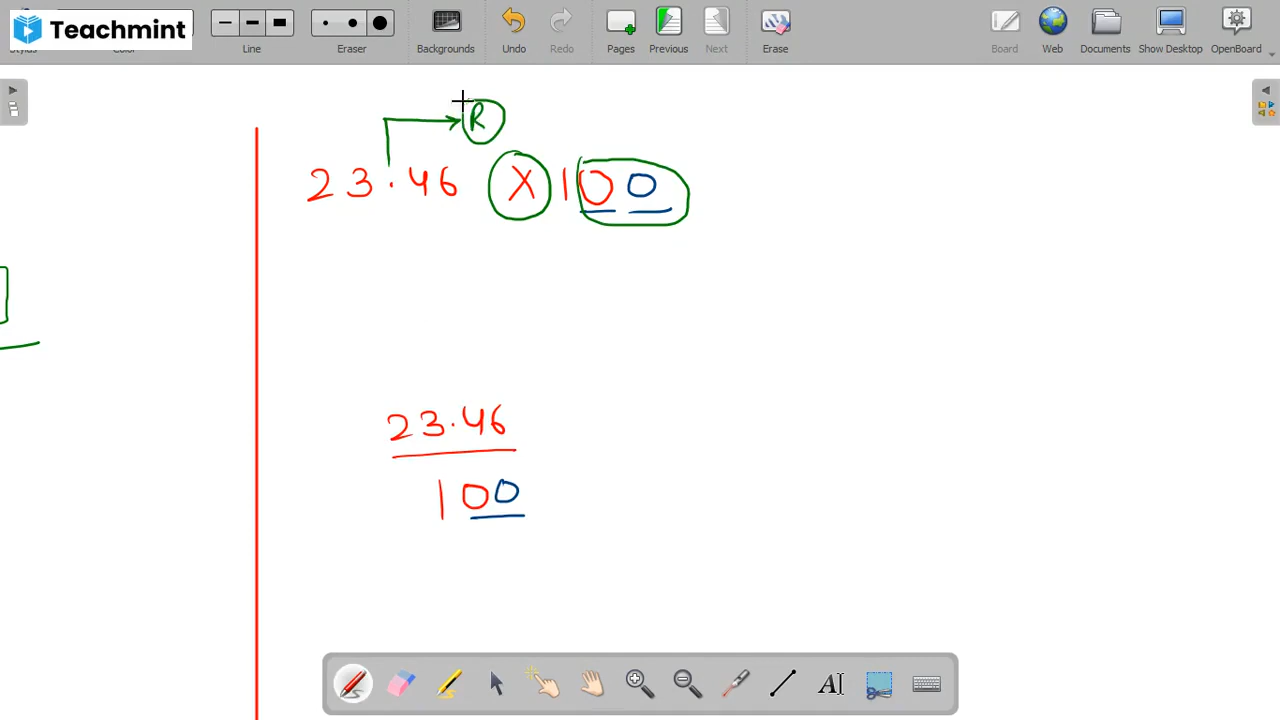 Teachmint
Line
Eraser
Backgrounds
Undo
Redo
Pages
Previous
Next
Erase
Board
Web
Documents
Show Desktop
OpenBoard
R
23.46 X 100
23.46
100